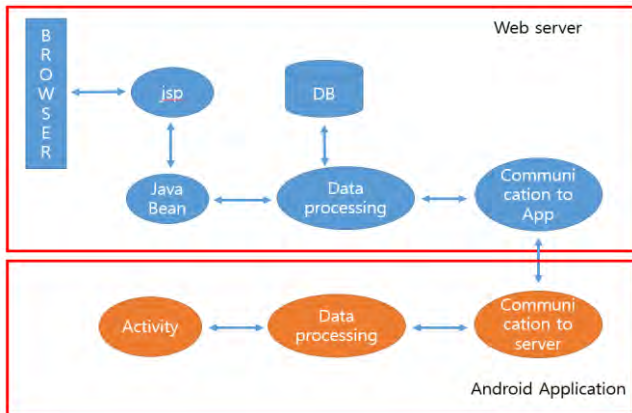 BROWSER
Web server
jsp
DB
Java
Bean
Data
processing
Communi
cation to
App
Activity
Data
processing
Communi
cation to
server
Android Application